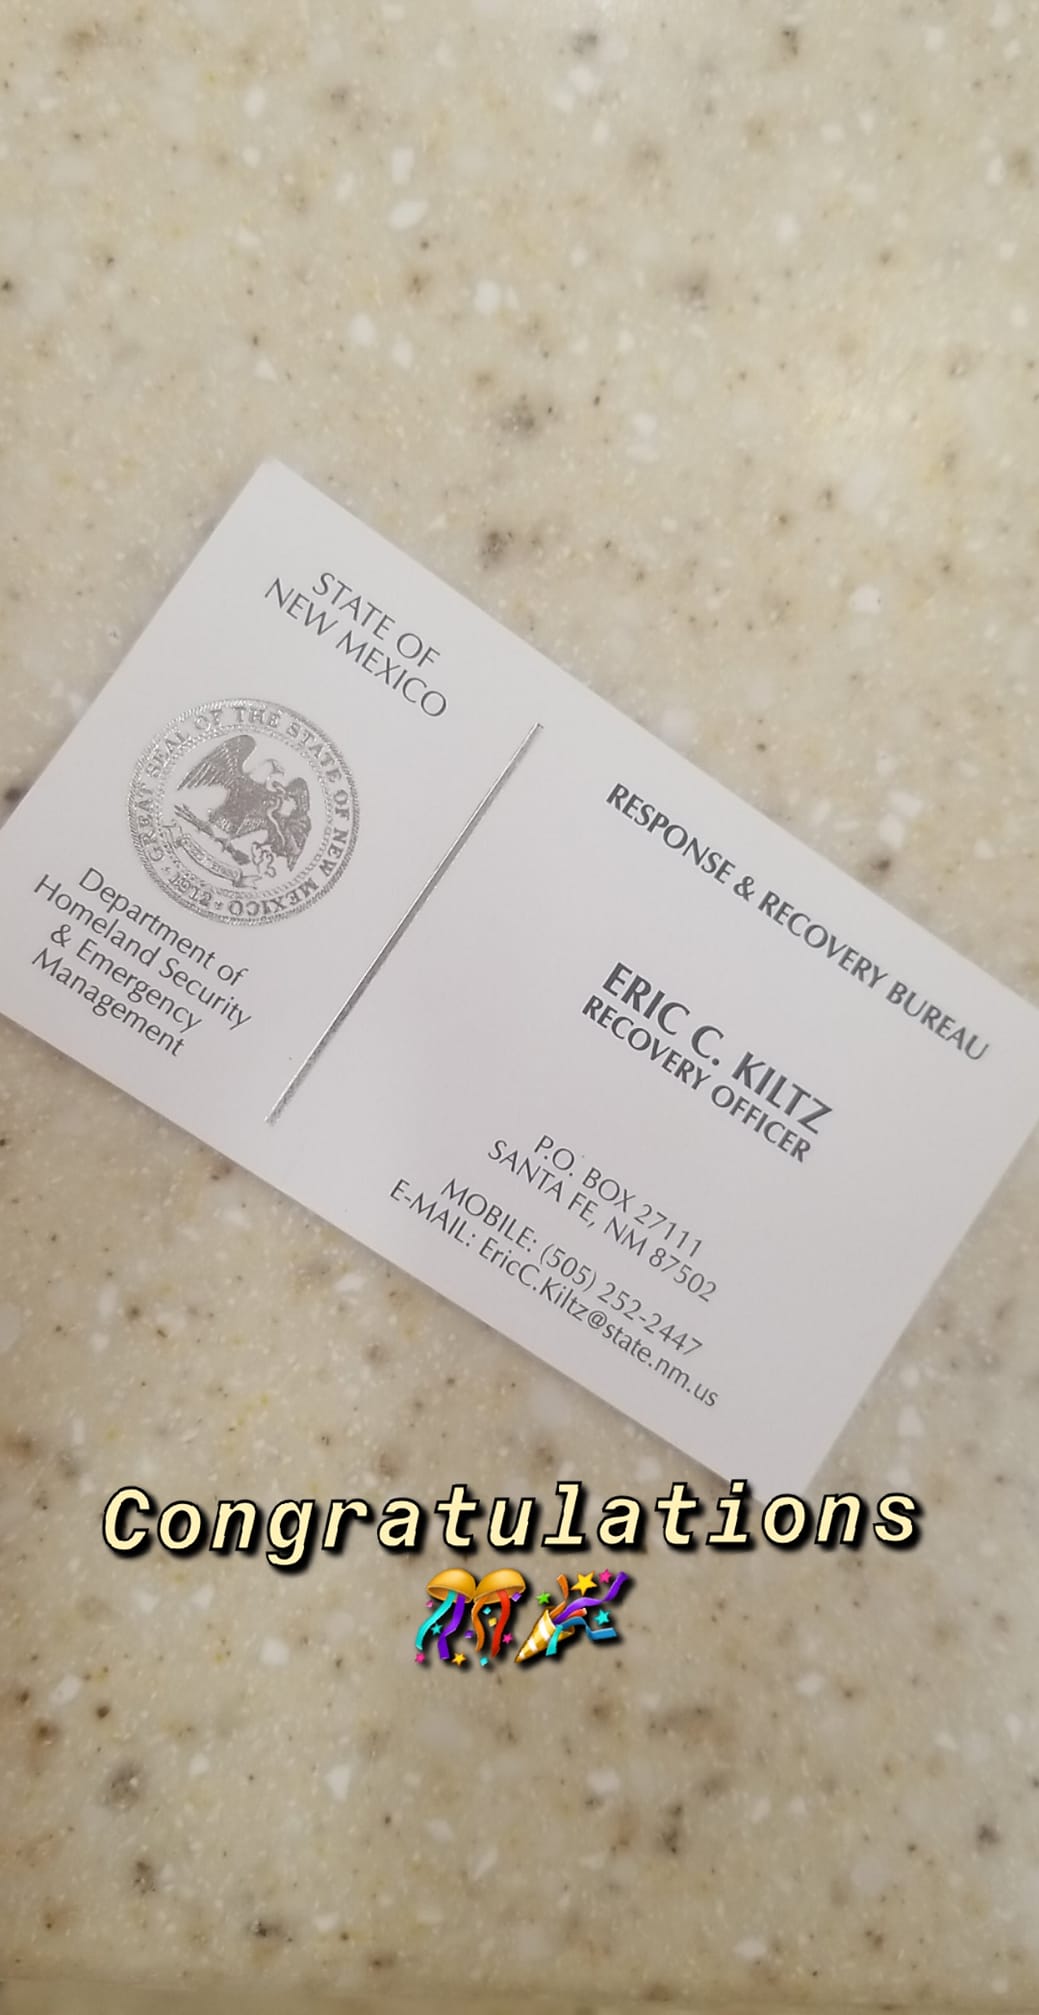 STATE OF
NEW MEXICO
GREAT SEAL OF THE STATE OF NEW MEXICO
1912
Department of
Homeland Security
& Emergency
Management
RESPONSE & RECOVERY BUREAU
ERIC C. KILTZ
RECOVERY OFFICER
P.O. BOX 27111
SANTA FE, NM 87502
MOBILE: (505) 252-2447
E-MAIL: EricC.Kiltz@state.nm.us
Congratulations